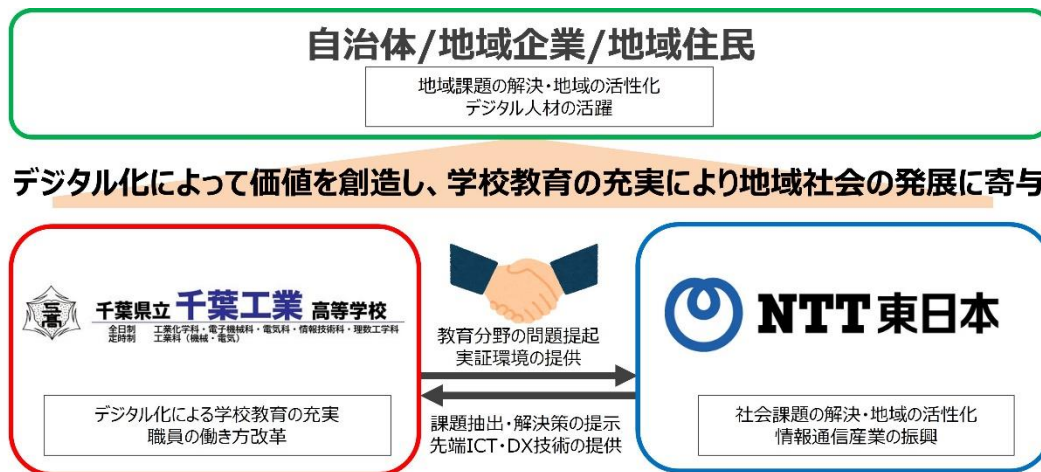 自治体/地域企業/地域住民
地域課題の解決・地域の活性化
デジタル人材の活躍
デジタル化によって価値を創造し、学校教育の充実により地域社会の発展に寄与
千葉県立 千葉工業 高等学校
全日制 工業化学科・電子機械科・電気科・情報技術科・理数工学科
定時制 工業科（機械・電気）
デジタル化による学校教育の充実
職員の働き方改革
教育分野の問題提起
実証環境の提供
課題抽出・解決策の提示
先端ICT・DX技術の提供
NTT東日本
社会課題の解決・地域の活性化
情報通信産業の振興